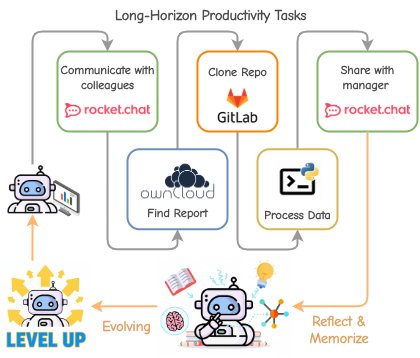 Long-Horizon Productivity Tasks
Communicate with
colleagues
rocket.chat
Clone Repo
GitLab
Share with
manager
rocket.chat
ownCloud
Find Report
Process Data
Evolving
Reflect &
Memorize
LEVEL UP